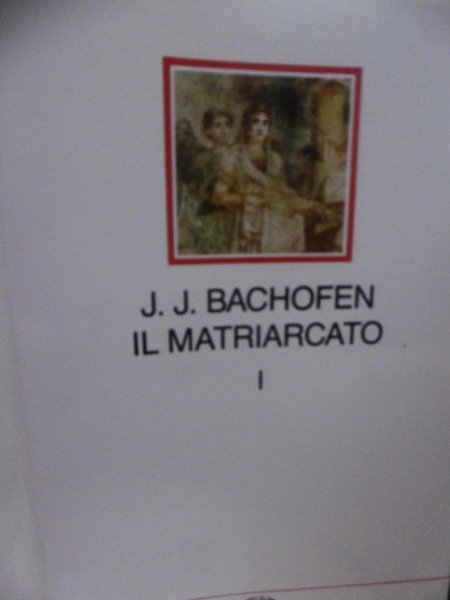 J. J. BACHOFEN
IL MATRIARCATO
I